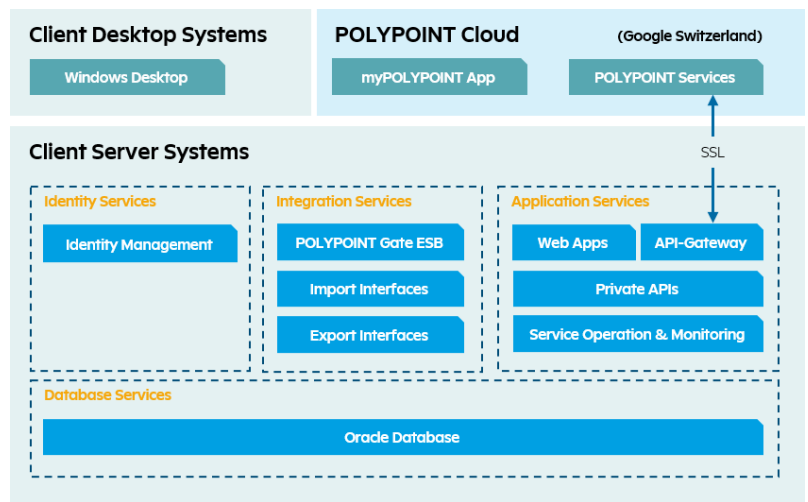 Client Desktop Systems
Windows Desktop
POLYPOINT Cloud
(Google Switzerland)
myPOLYPOINT App
POLYPOINT Services
SSL
Client Server Systems
Identity Services
Identity Management
Integration Services
POLYPOINT Gate ESB
Import Interfaces
Export Interfaces
Application Services
Web Apps
API-Gateway
Private APIs
Service Operation & Monitoring
Database Services
Oracle Database